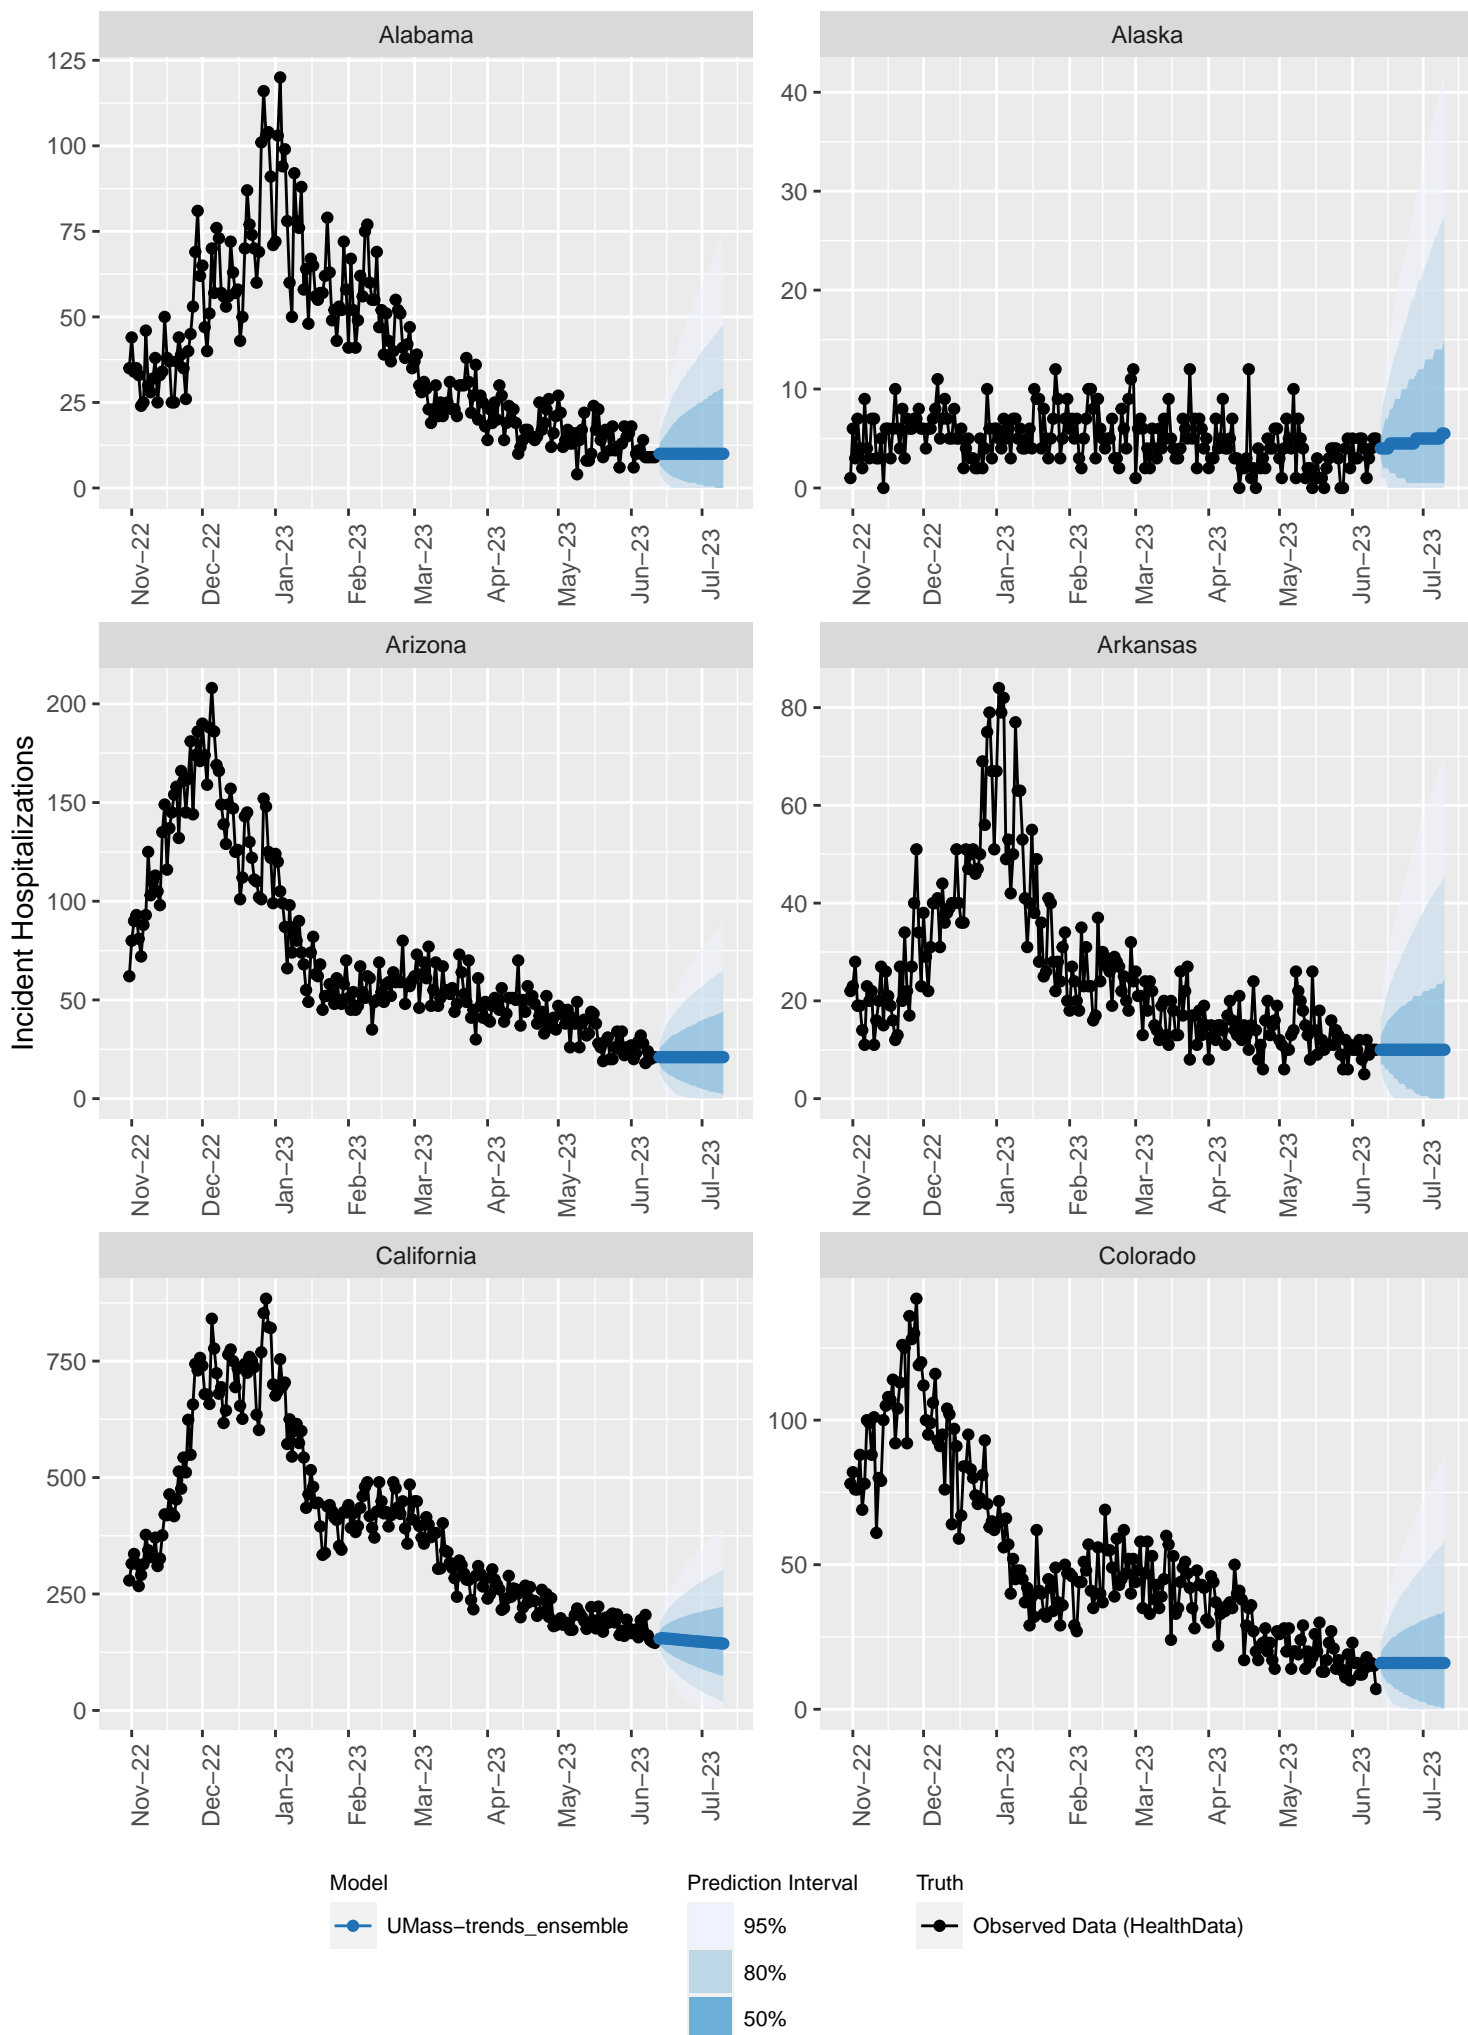 Alabama
Alaska
125
100
75
50
25
0
40
30
20
10
0
Nov−22
Dec−22
Jan−23
Feb−23
Mar−23
Apr−23
May−23
Jun−23
Jul−23
Nov−22
Dec−22
Jan−23
Feb−23
Mar−23
Apr−23
May−23
Jun−23
Jul−23
Incident Hospitalizations
Arizona
Arkansas
200
150
100
50
0
80
60
40
20
0
Nov−22
Dec−22
Jan−23
Feb−23
Mar−23
Apr−23
May−23
Jun−23
Jul−23
Nov−22
Dec−22
Jan−23
Feb−23
Mar−23
Apr−23
May−23
Jun−23
Jul−23
California
Colorado
750
500
250
0
100
50
0
Nov−22
Dec−22
Jan−23
Feb−23
Mar−23
Apr−23
May−23
Jun−23
Jul−23
Nov−22
Dec−22
Jan−23
Feb−23
Mar−23
Apr−23
May−23
Jun−23
Jul−23
Model
UMass−trends_ensemble
Prediction Interval
95%
80%
50%
Truth
Observed Data (HealthData)